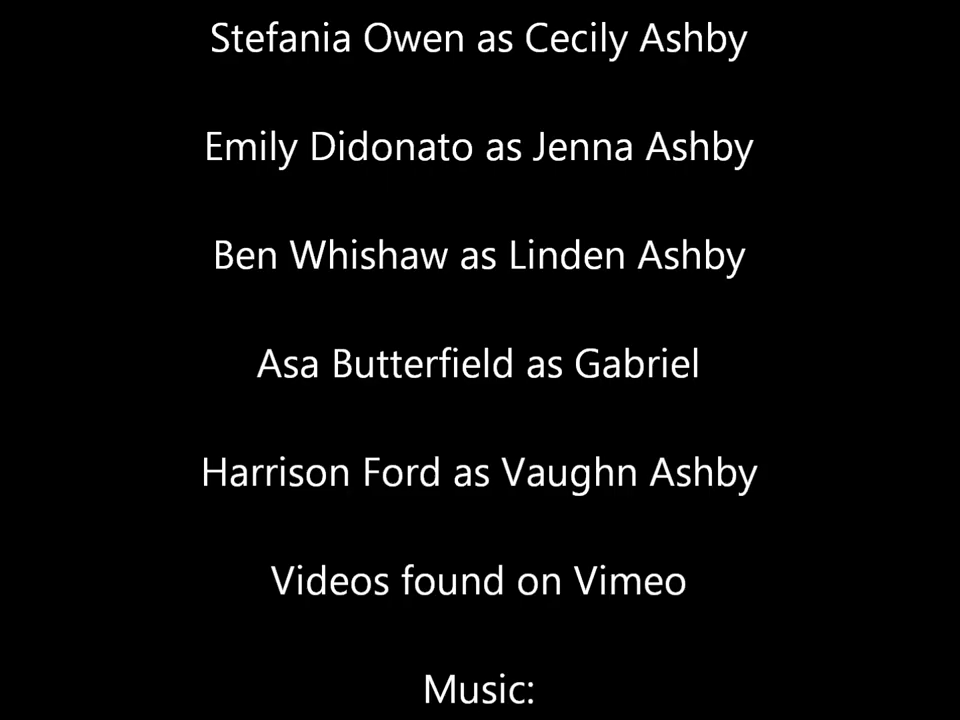 Stefania Owen as Cecily Ashby
Emily Didonato as Jenna Ashby
Ben Whishaw as Linden Ashby
Asa Butterfield as Gabriel
Harrison Ford as Vaughn Ashby
Videos found on Vimeo
Music: